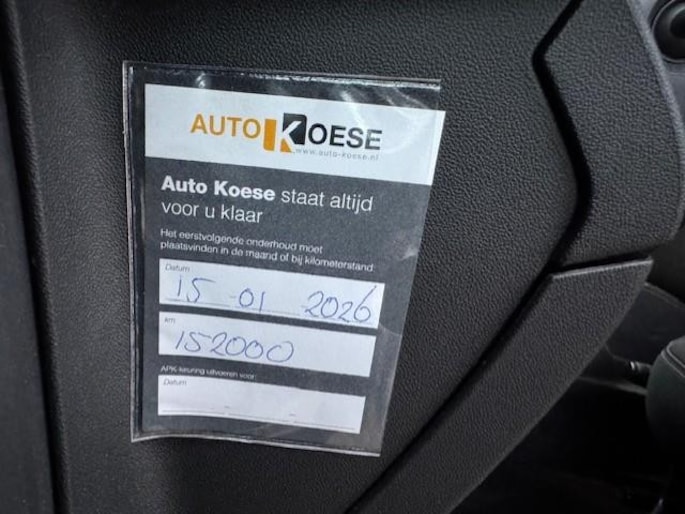 AUTO KOESE
www.auto-koese.nl
Auto Koese staat altijd
voor u klaar
Het eerstvolgende onderhoud moet
plaatsvinden in de maand of bij kilometerstand:
Datum
15 - 01 - 2026
km
152000
APK-keuring uitvoeren voor:
Datum